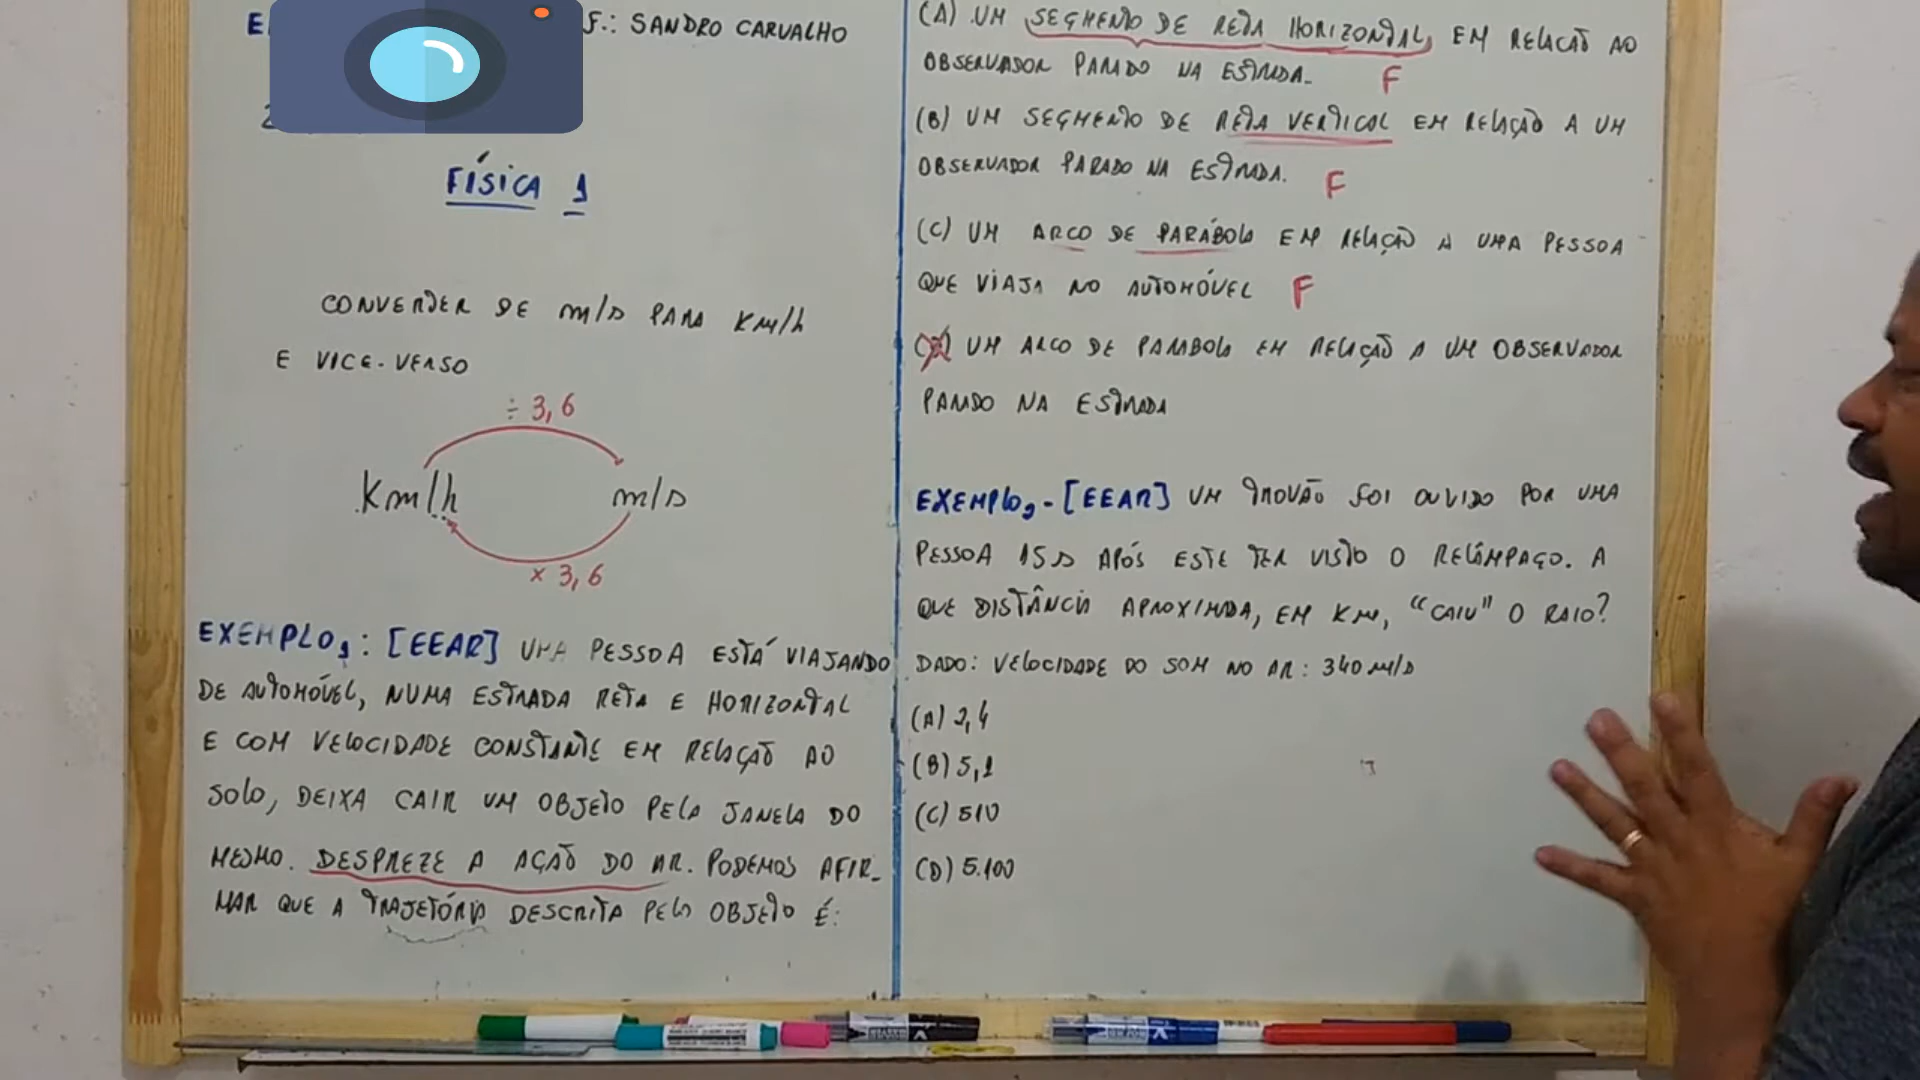 F.: SANDRO CARVALHO
FÍSICA 1
CONVERTER DE m/s PARA KM/h
E VICE-VERSO
÷ 3,6
Km/h m/s
× 3,6
EXEMPLO1: [EEAR] UMA PESSOA ESTÁ VIAJANDO
DE AUTOMÓVEL, NUMA ESTRADA RETA E HORIZONTAL
E COM VELOCIDADE CONSTANTE EM RELAÇÃO AO
SOLO, DEIXA CAIR UM OBJETO PELA JANELA DO
MESMO. DESPREZE A AÇÃO DO AR. PODEMOS AFIR-
MAR QUE A TRAJETÓRIA DESCRITA PELO OBJETO É:
(A) UM SEGMENTO DE RETA HORIZONTAL, EM RELACÃO AO
OBSERVADOR PARADO NA ESTRADA. F
(B) UM SEGMENTO DE RETA VERTICAL EM RELAÇÃO A UM
OBSERVADOR PARADO NA ESTRADA. F
(C) UM ARCO DE PARÁBOLA EM RELAÇÃO A UMA PESSOA
QUE VIAJA NO AUTOMÓVEL F
UM ARCO DE PARABOLA EM RELAÇÃO A UM OBSERVADOR
PARADO NA ESTRADA
EXEMPLO2 - [EEAR] UM TROVÃO FOI OUVIDO POR UMA
PESSOA 15s APÓS ESTE TER VISTO O RELÂMPAGO. A
QUE DISTÂNCIA APROXIMADA, EM KM, "CAIU" O RAIO?
DADO: VELOCIDADE DO SOM NO AR: 340 M/s
(A) 2,4
(B) 5,1
(C) 510
(D) 5.100